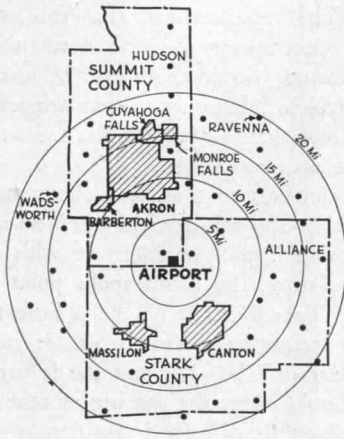 HUDSON
SUMMIT
COUNTY
CUYAHOGA
FALLS
RAVENNA
20 Mi
MONROE
FALLS
15 Mi
WADS-
WORTH
10 Mi
AKRON
BARBERTON
5 Mi
ALLIANCE
AIRPORT
MASSILON
CANTON
STARK
COUNTY